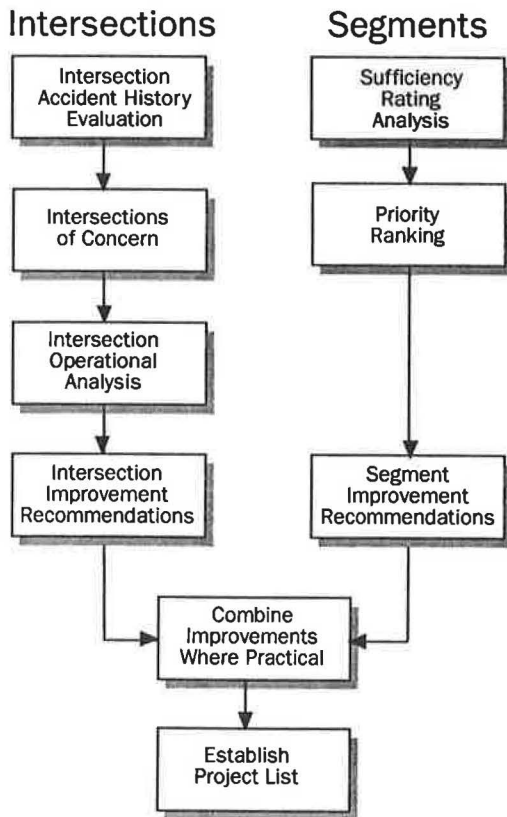 Intersections
Segments
Intersection
Accident History
Evaluation
Sufficiency
Rating
Analysis
Intersections
of Concern
Priority
Ranking
Intersection
Operational
Analysis
Intersection
Improvement
Recommendations
Segment
Improvement
Recommendations
Combine
Improvements
Where Practical
Establish
Project List